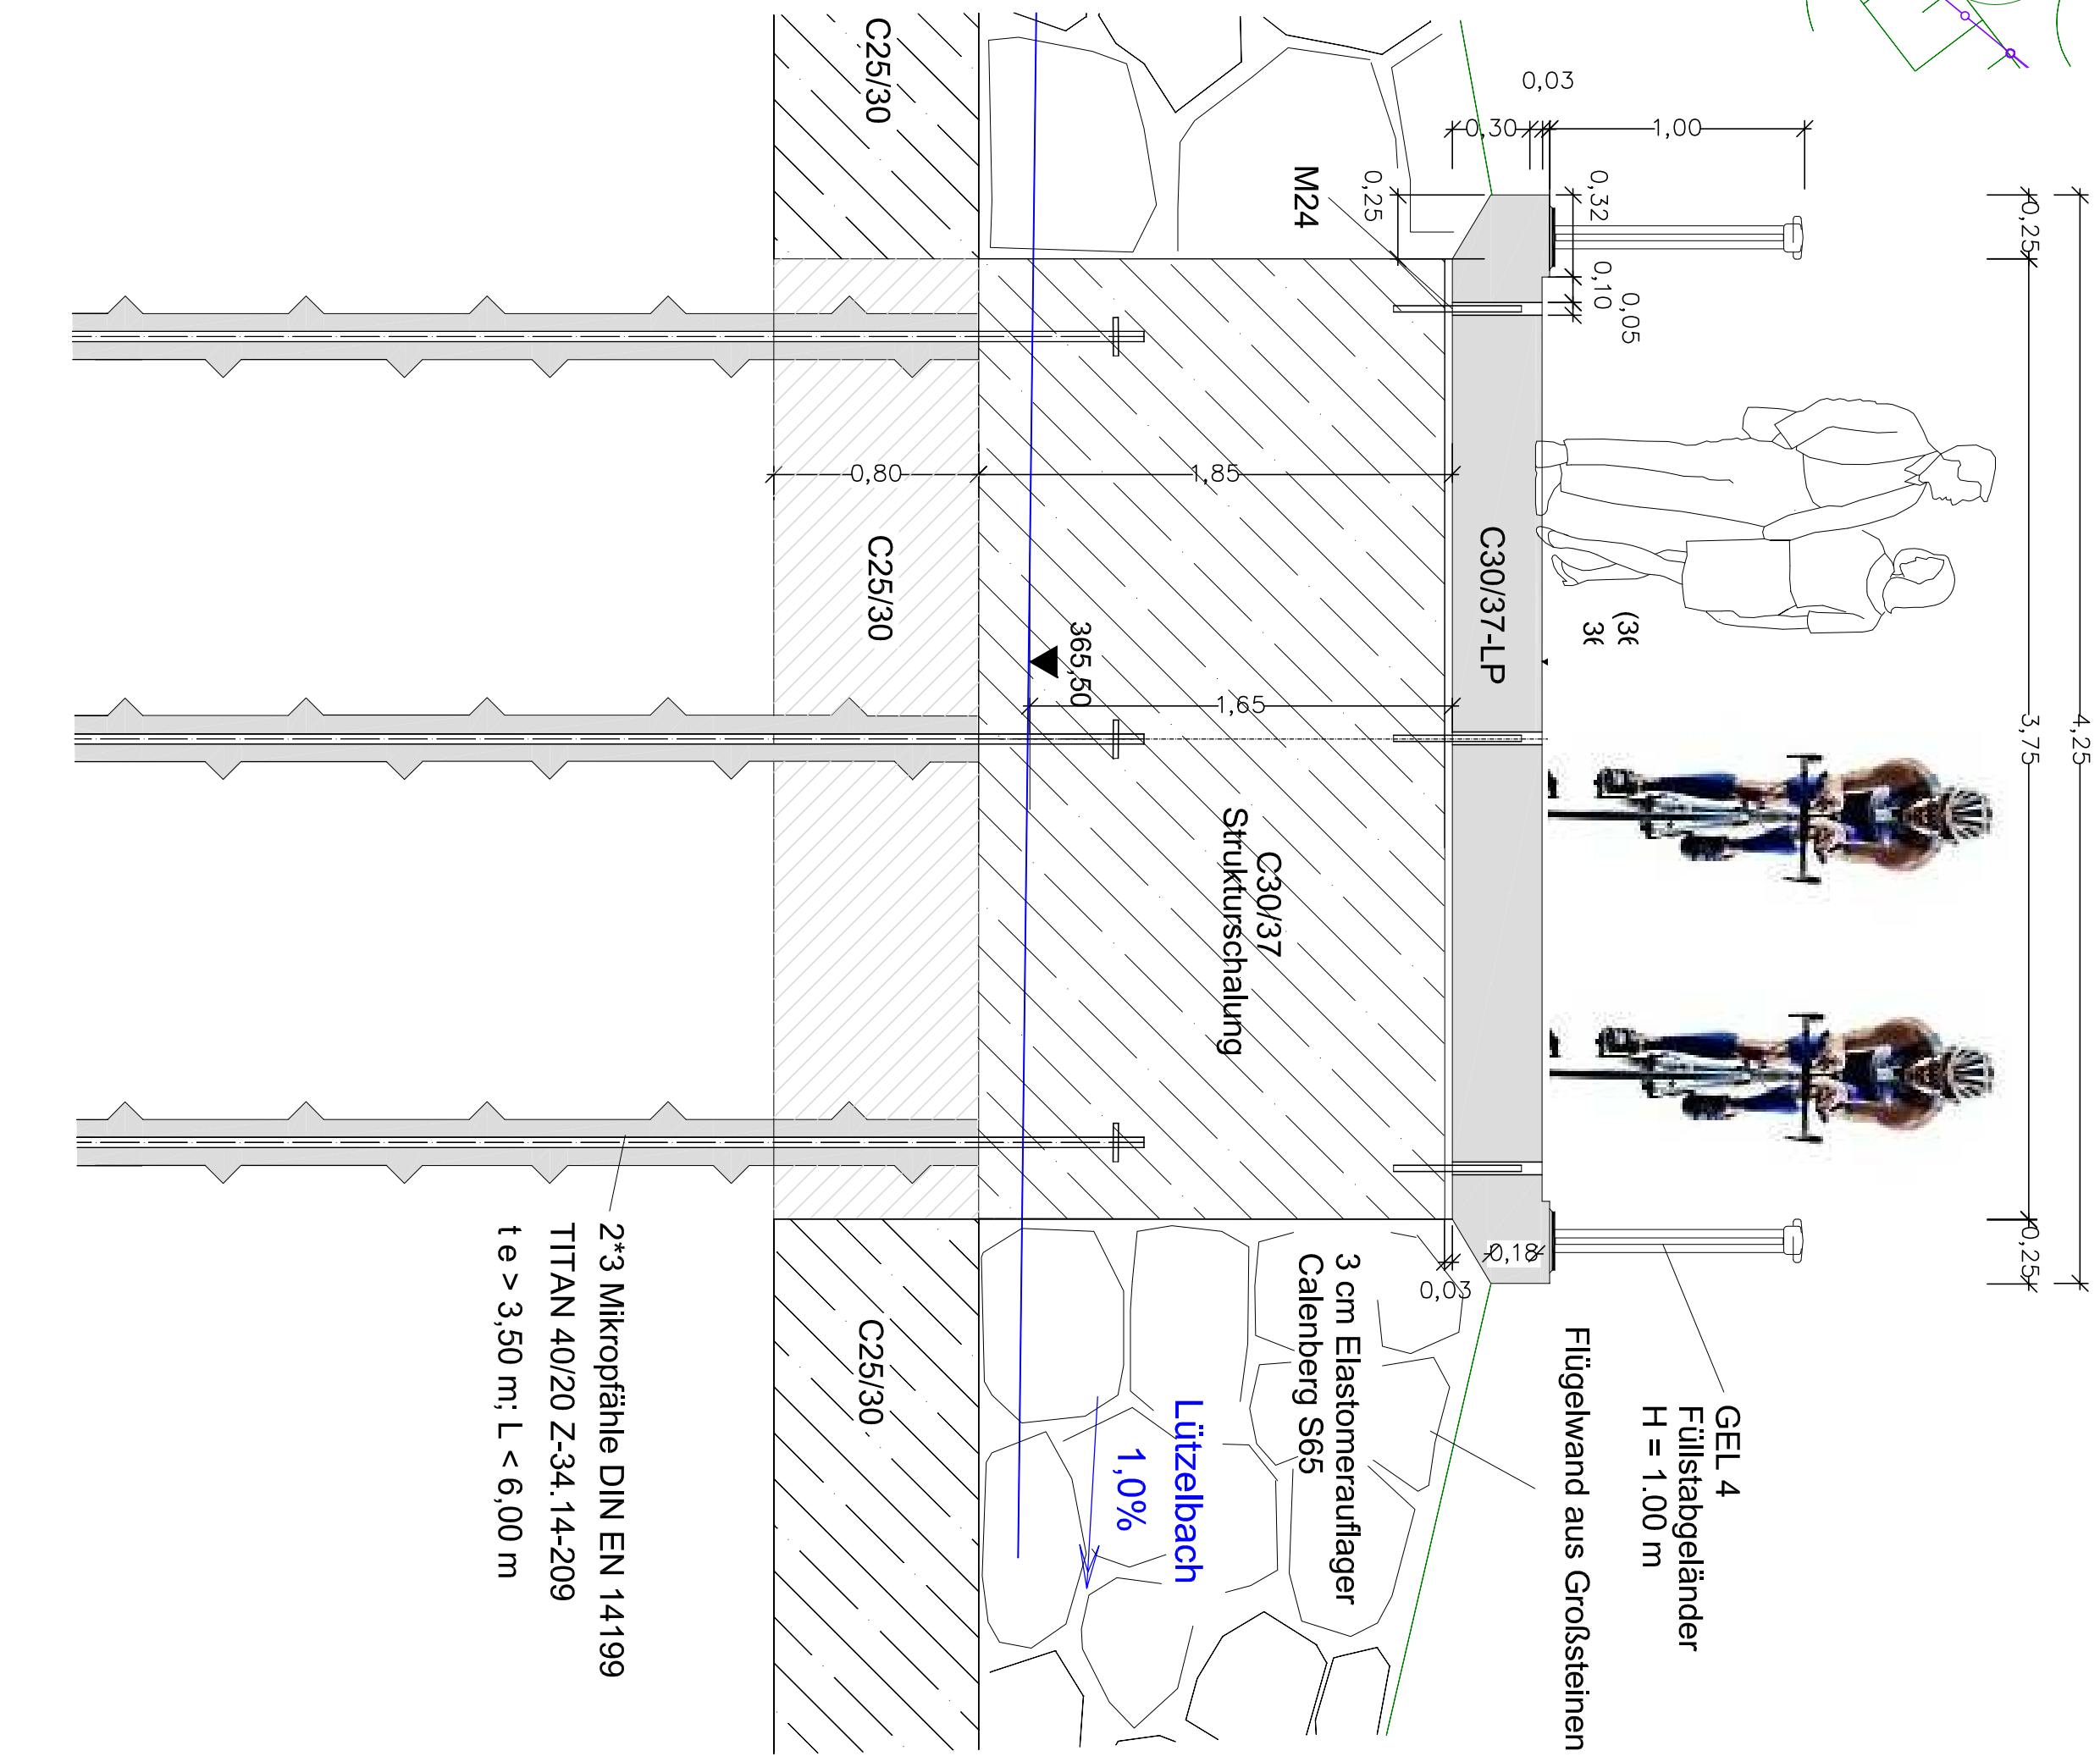 4,25
0,25
3,75
0,25
1,00
0,03
0,30
0,32
0,10
0,05
0,25
M24
C30/37-LP
GEL 4
Füllstabgeländer
H = 1.00 m
Flügelwand aus Großsteinen
0,18
0,03
3 cm Elastomerauflager
Calenberg S65
C30/37
Strukturschalung
1,85
1,65
365,50
Lützelbach
1,0%
0,80
C25/30
C25/30
C25/30
2*3 Mikropfähle DIN EN 14199
TITAN 40/20 Z-34.14-209
t e > 3,50 m; L < 6,00 m